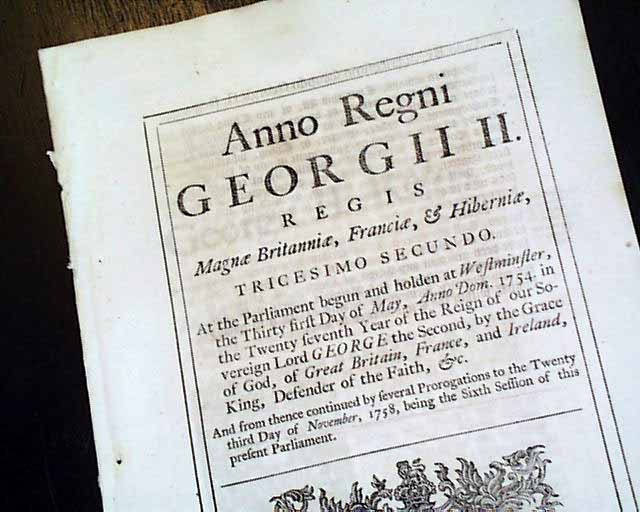 Anno Regni
GEORGII II.
REGIS
Magnæ Britanniæ, Franciæ, & Hiberniæ,
TRICESIMO SECUNDO.
At the Parliament begun and holden at Weſtminſter,
the Thirty firſt Day of May, Anno Dom. 1754. in
the Twenty ſeventh Year of the Reign of our So-
vereign Lord GEORGE the Second, by the Grace
of God, of Great Britain, France, and Ireland,
King, Defender of the Faith, &c.
And from thence continued by ſeveral Prorogations to the Twenty
third Day of November, 1758, being the Sixth Seſſion of this
preſent Parliament.